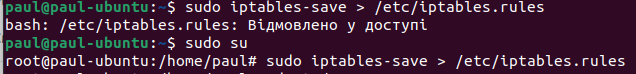 paul@paul-ubuntu:~$ sudo iptables-save > /etc/iptables.rules
bash: /etc/iptables.rules: Відмовлено у доступі
paul@paul-ubuntu:~$ sudo su
root@paul-ubuntu:/home/paul# sudo iptables-save > /etc/iptables.rules